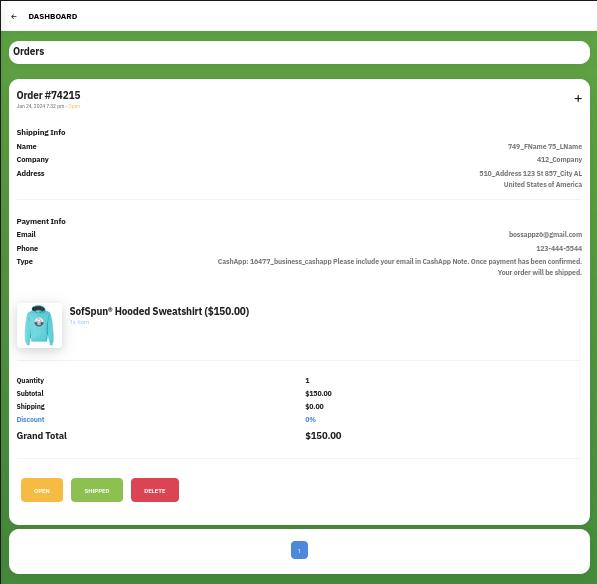 ← DASHBOARD
Orders
Order #74215
+
Jan 24, 2024 7:32 pm - Open
Shipping Info
Name 749_FName 75_LName
Company 412_Company
Address 510_Address 123 St 857_City AL
United States of America
Payment Info
Email bossappz6@gmail.com
Phone 123-444-5544
Type CashApp: 16477_business_cashapp Please include your email in CashApp Note. Once payment has been confirmed.
Your order will be shipped.
SofSpun® Hooded Sweatshirt ($150.00)
1x Item
Quantity 1
Subtotal $150.00
Shipping $0.00
Discount 0%
Grand Total $150.00
OPEN SHIPPED DELETE
1